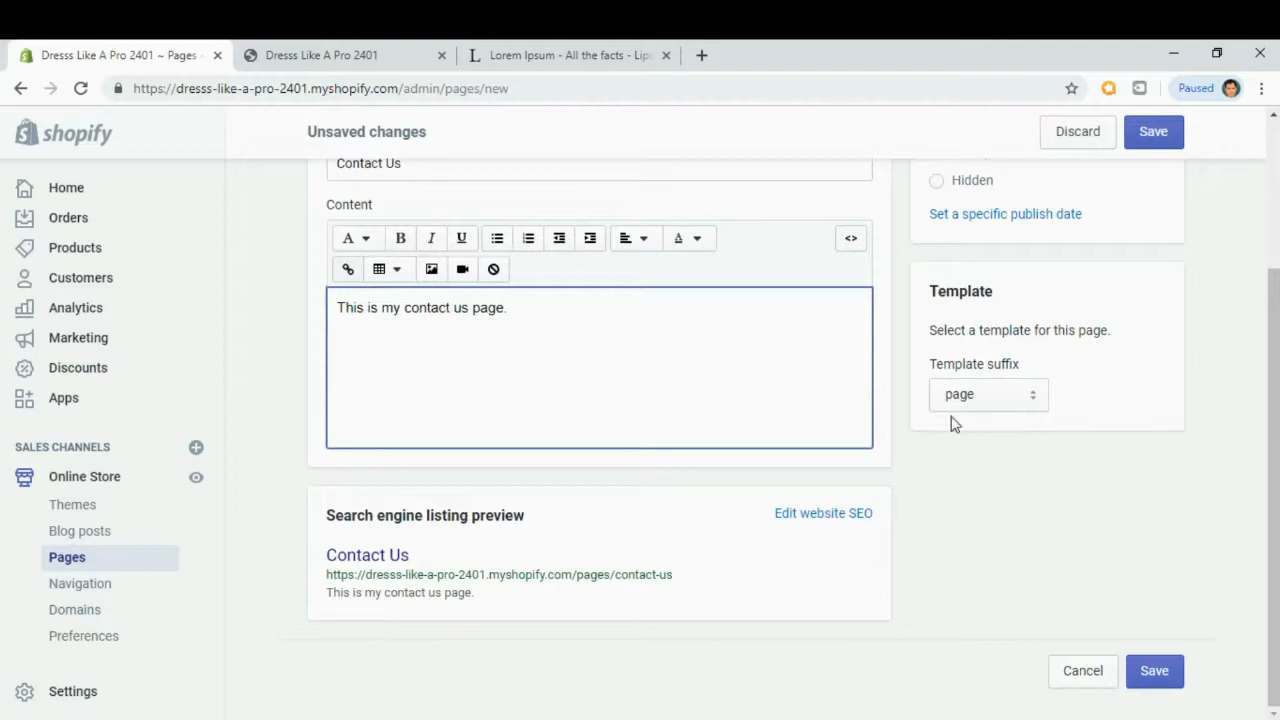 Dresss Like A Pro 2401 ~ Pages
Dresss Like A Pro 2401
Lorem Ipsum - All the facts - Lips
https://dresss-like-a-pro-2401.myshopify.com/admin/pages/new
Paused
shopify
Unsaved changes
Discard
Save
Home
Orders
Products
Customers
Analytics
Marketing
Discounts
Apps
SALES CHANNELS
Online Store
Themes
Blog posts
Pages
Navigation
Domains
Preferences
Settings
Contact Us
Content
A
B
I
U
A
<>
This is my contact us page.
Search engine listing preview
Edit website SEO
Contact Us
https://dresss-like-a-pro-2401.myshopify.com/pages/contact-us
This is my contact us page.
Hidden
Set a specific publish date
Template
Select a template for this page.
Template suffix
page
Cancel
Save